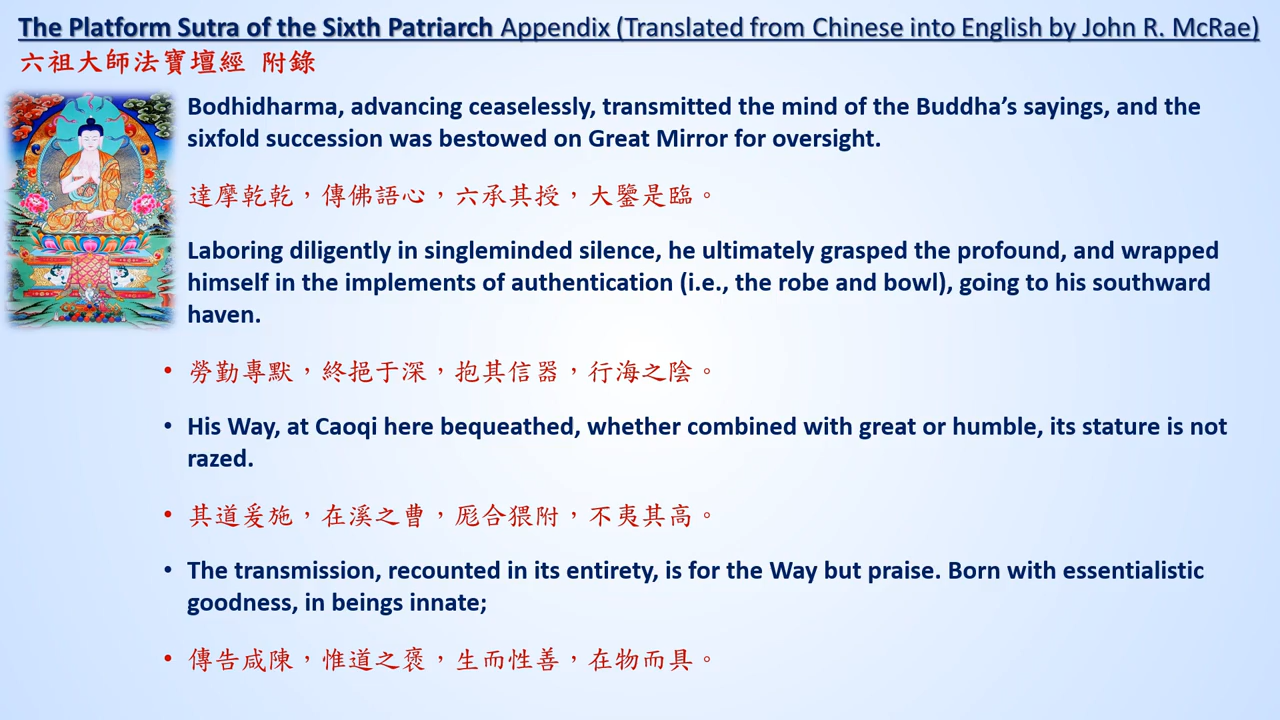 The Platform Sutra of the Sixth Patriarch Appendix (Translated from Chinese into English by John R. McRae)
六祖大師法寶壇經 附錄
Bodhidharma, advancing ceaselessly, transmitted the mind of the Buddha’s sayings, and the
sixfold succession was bestowed on Great Mirror for oversight.
達摩乾乾，傳佛語心，六承其授，大鑒是臨。
Laboring diligently in singleminded silence, he ultimately grasped the profound, and wrapped
himself in the implements of authentication (i.e., the robe and bowl), going to his southward
haven.
• 勞勤專默，終挹于深，抱其信器，行海之陰。
• His Way, at Caoqi here bequeathed, whether combined with great or humble, its stature is not
razed.
• 其道爰施，在溪之曹，厖合猥附，不夷其高。
• The transmission, recounted in its entirety, is for the Way but praise. Born with essentialistic
goodness, in beings innate;
• 傳告咸陳，惟道之褒，生而性善，在物而具。